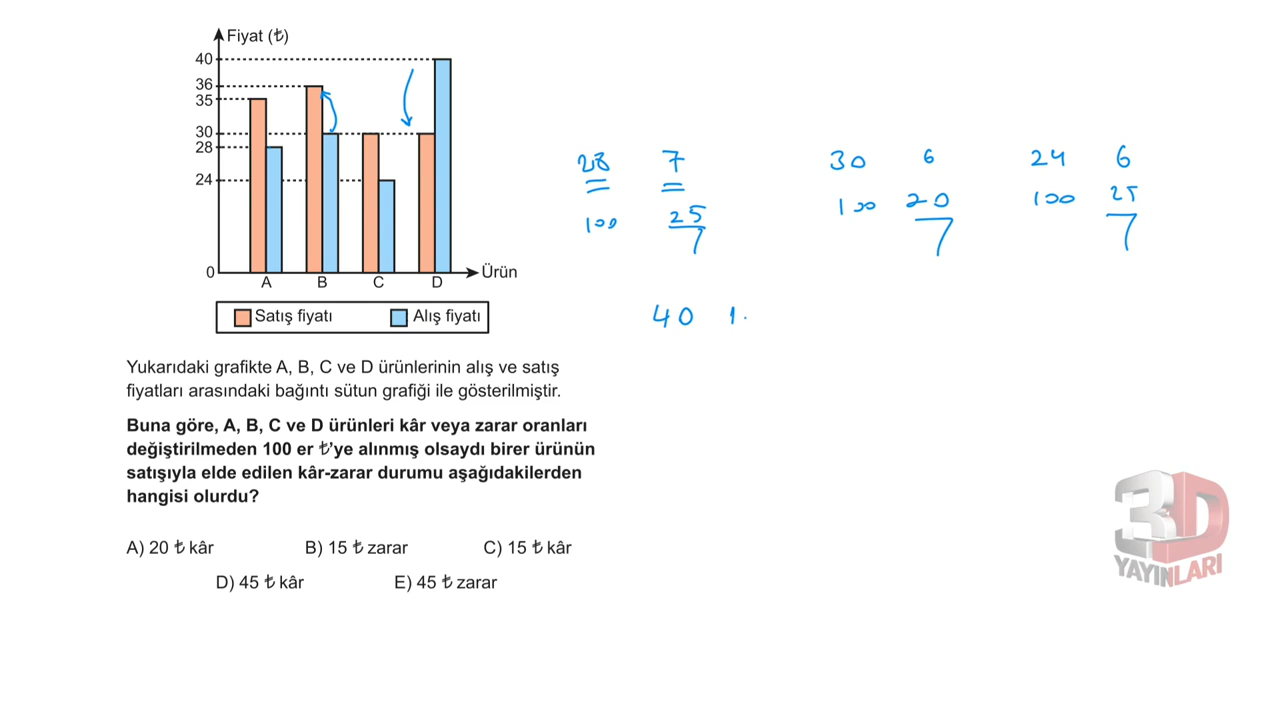 Fiyat (₺)
40
36
35
30
28
24
0
A B C D
Ürün
Satış fiyatı Alış fiyatı
28 7
100 25
30 6
100 20
24 6
100 25
40 1.
Yukarıdaki grafikte A, B, C ve D ürünlerinin alış ve satış
fiyatları arasındaki bağıntı sütun grafiği ile gösterilmiştir.
Buna göre, A, B, C ve D ürünleri kâr veya zarar oranları
değiştirilmeden 100 er ₺'ye alınmış olsaydı birer ürünün
satışıyla elde edilen kâr-zarar durumu aşağıdakilerden
hangisi olurdu?
A) 20 ₺ kâr B) 15 ₺ zarar C) 15 ₺ kâr
D) 45 ₺ kâr E) 45 ₺ zarar
3D
YAYINLARI